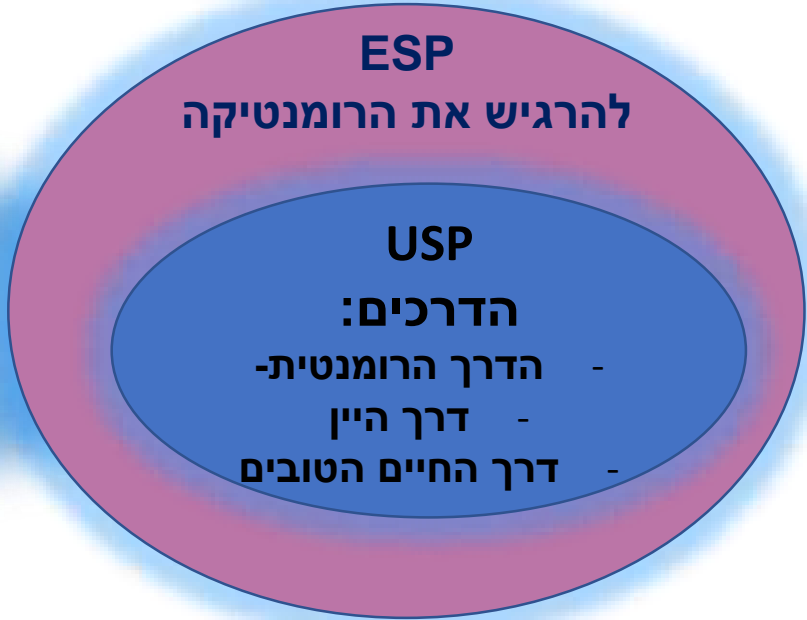 ESP
להרגיש את הרומנטיקה
USP
הדרכים:
- הדרך הרומנטית-
- דרך היין
- דרך החיים הטובים